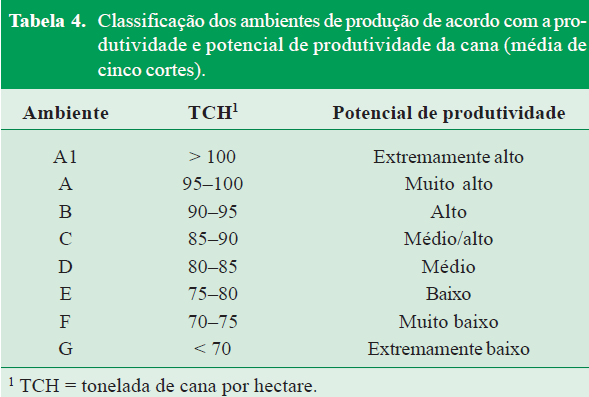 Tabela 4. Classificação dos ambientes de produção de acordo com a pro-
dutividade e potencial de produtividade da cana (média de
cinco cortes).
Ambiente TCH¹ Potencial de produtividade
A1 > 100 Extremamente alto
A 95–100 Muito alto
B 90–95 Alto
C 85–90 Médio/alto
D 80–85 Médio
E 75–80 Baixo
F 70–75 Muito baixo
G < 70 Extremamente baixo
¹ TCH = tonelada de cana por hectare.